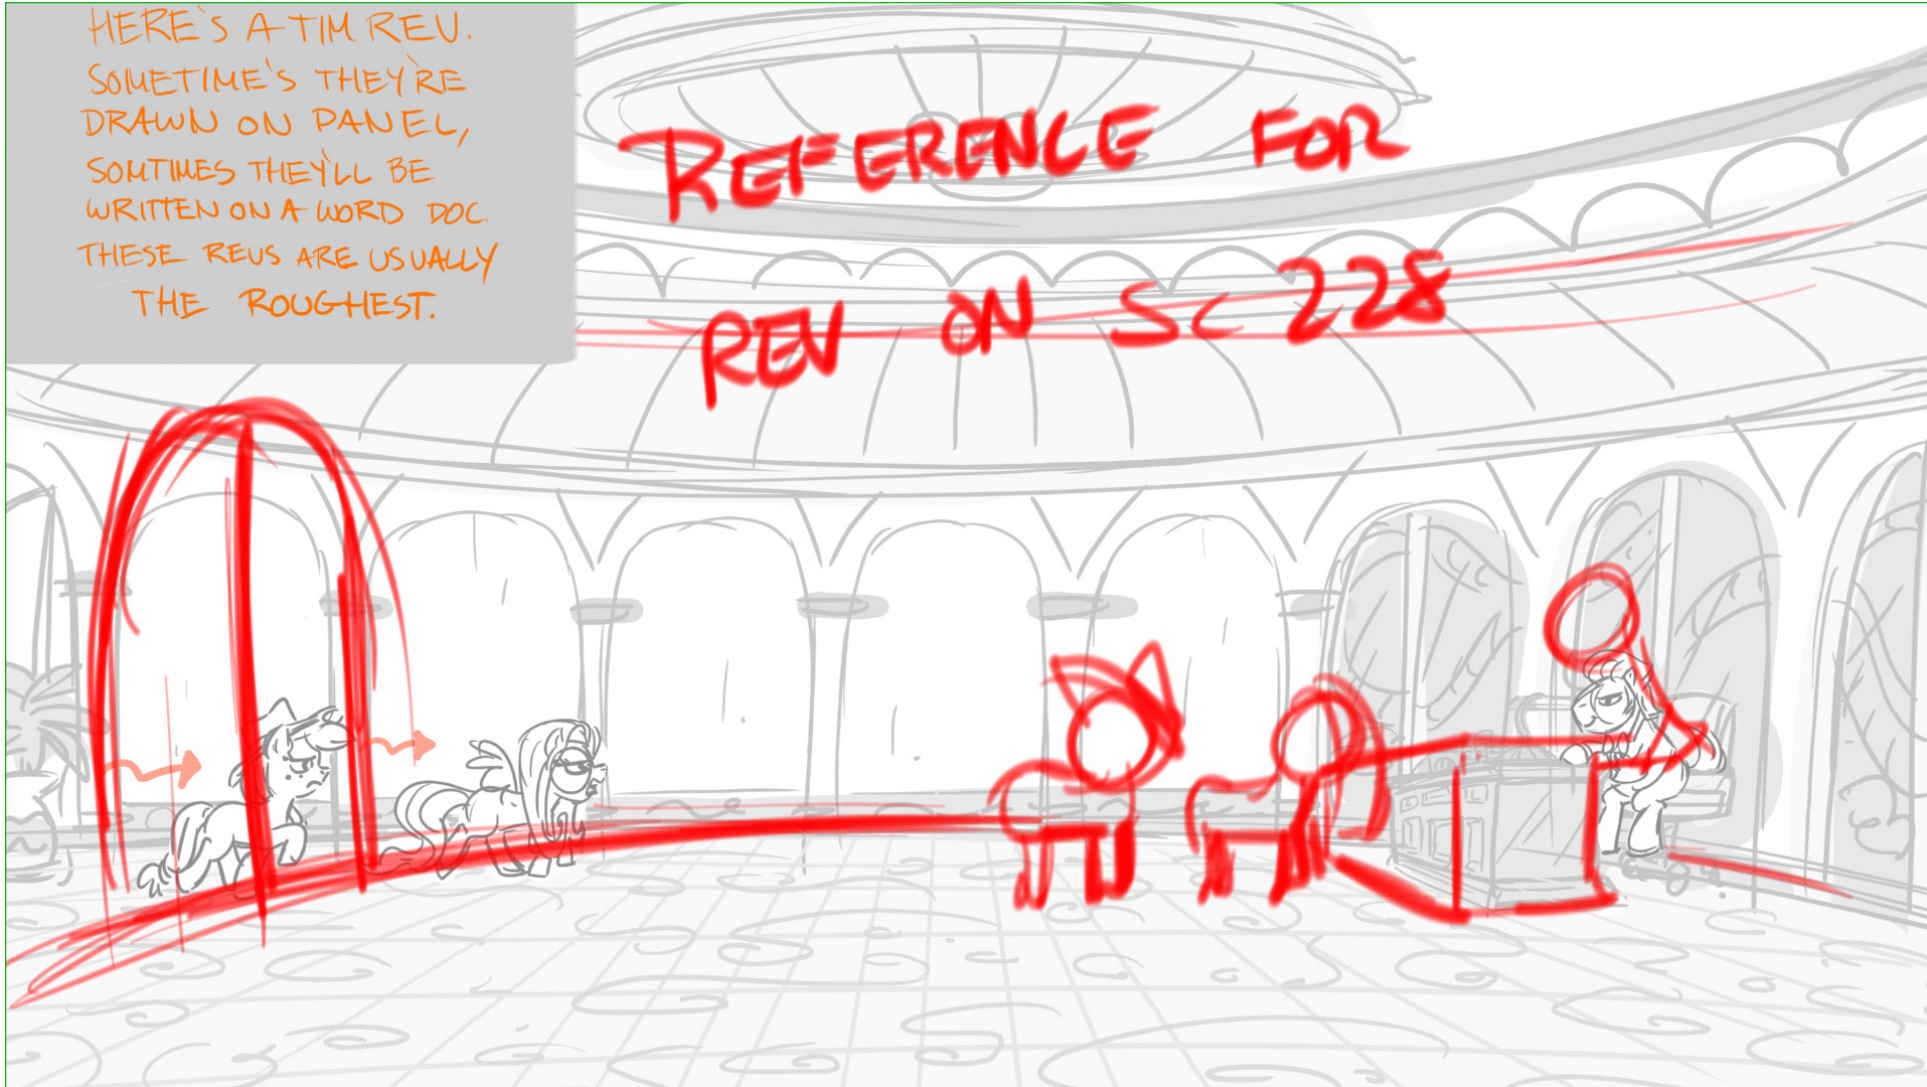 HERE'S A TIM REV.
SOMETIME'S THEY'RE
DRAWN ON PANEL,
SOMTIMES THEY'LL BE
WRITTEN ON A WORD DOC.
THESE REVS ARE USUALLY
THE ROUGHEST.
REFERENCE FOR
REV ON SC 228